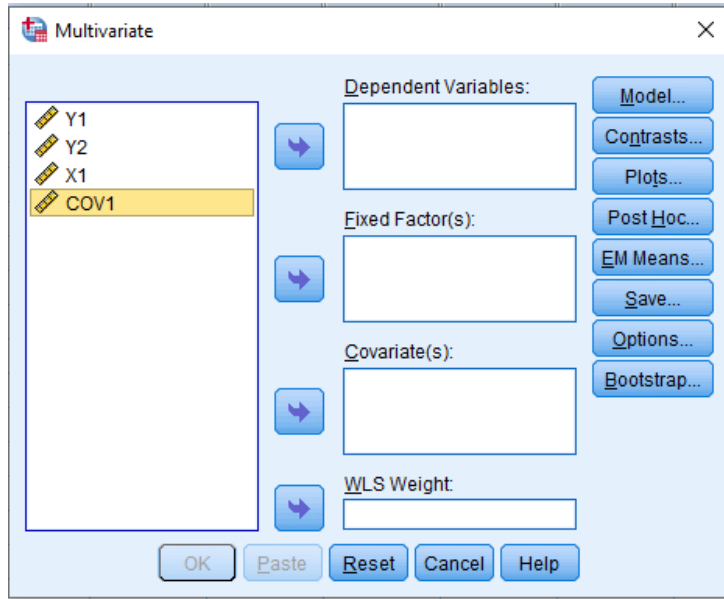 Multivariate
Y1
Y2
X1
COV1
Dependent Variables:
Fixed Factor(s):
Covariate(s):
WLS Weight:
Model...
Contrasts...
Plots...
Post Hoc...
EM Means...
Save...
Options...
Bootstrap...
OK
Paste
Reset
Cancel
Help